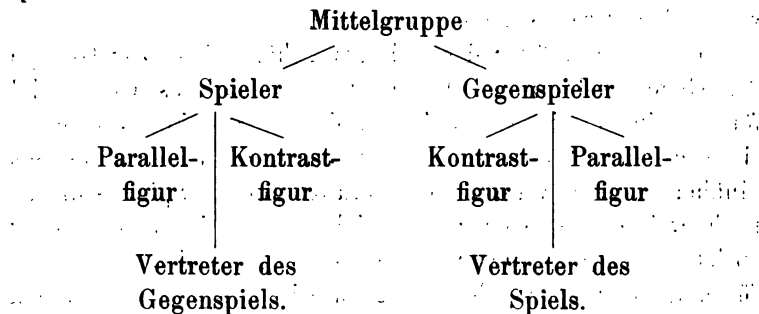 Mittelgruppe
Spieler Gegenspieler
Parallel- Kontrast- Kontrast- Parallel-
figur figur figur figur
Vertreter des Vertreter des
Gegenspiels. Spiels.